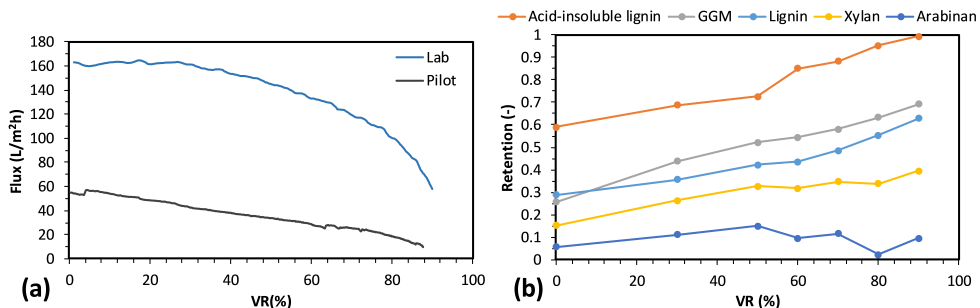 Acid-insoluble lignin GGM Lignin Xylan Arabinan
180
160
140
120
100
80
60
40
20
0
Flux (L/m²h)
Lab
Pilot
0 20 40 60 80 100
VR(%)
(a)
1
0.9
0.8
0.7
0.6
0.5
0.4
0.3
0.2
0.1
0
Retention (-)
0 20 40 60 80 100
VR (%)
(b)